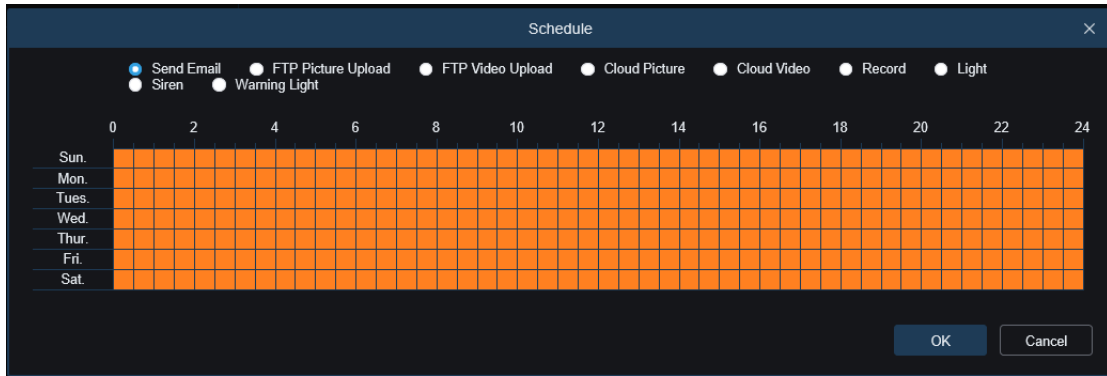 Schedule
Send Email FTP Picture Upload FTP Video Upload Cloud Picture Cloud Video Record Light
Siren Warning Light
0 2 4 6 8 10 12 14 16 18 20 22 24
Sun.
Mon.
Tues.
Wed.
Thur.
Fri.
Sat.
OK Cancel